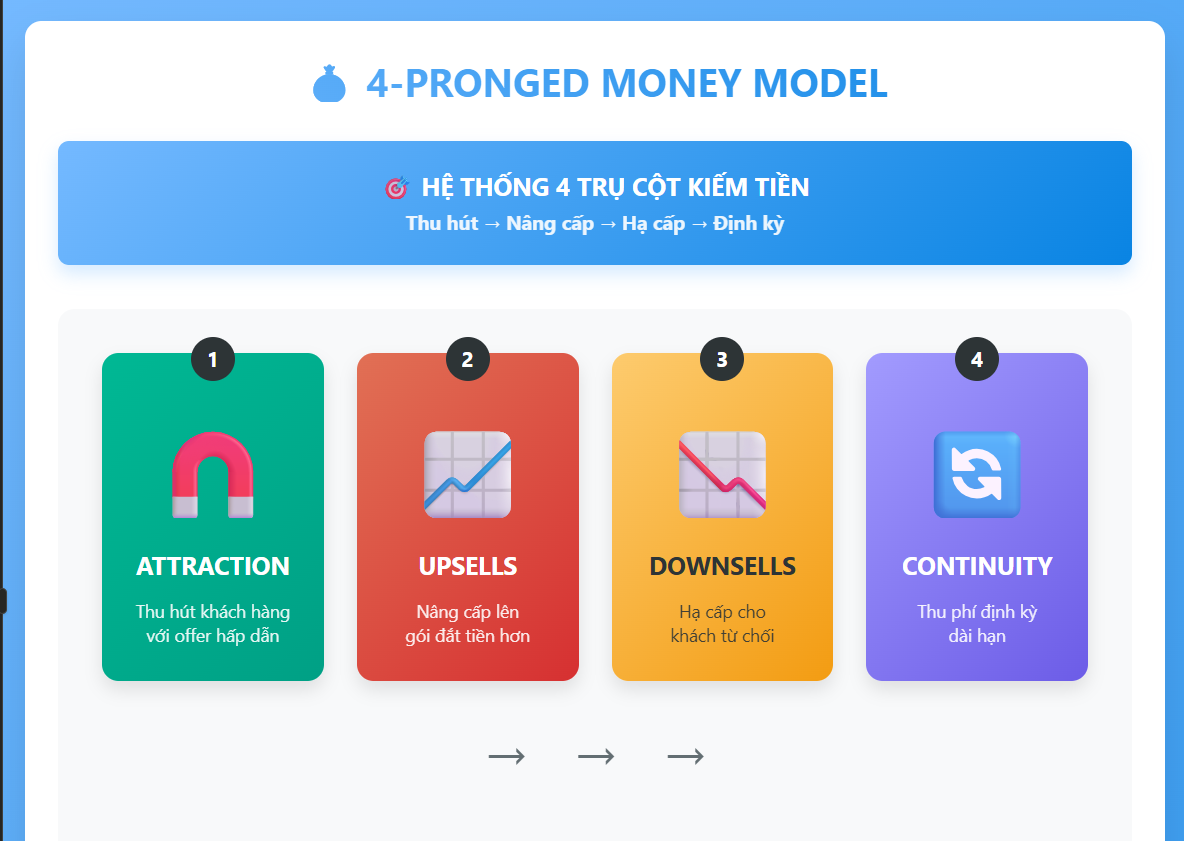 4-PRONGED MONEY MODEL
HỆ THỐNG 4 TRỤ CỘT KIẾM TIỀN
Thu hút → Nâng cấp → Hạ cấp → Định kỳ
1
ATTRACTION
Thu hút khách hàng
với offer hấp dẫn
2
UPSELLS
Nâng cấp lên
gói đắt tiền hơn
3
DOWNSELLS
Hạ cấp cho
khách từ chối
4
CONTINUITY
Thu phí định kỳ
dài hạn
→ → →